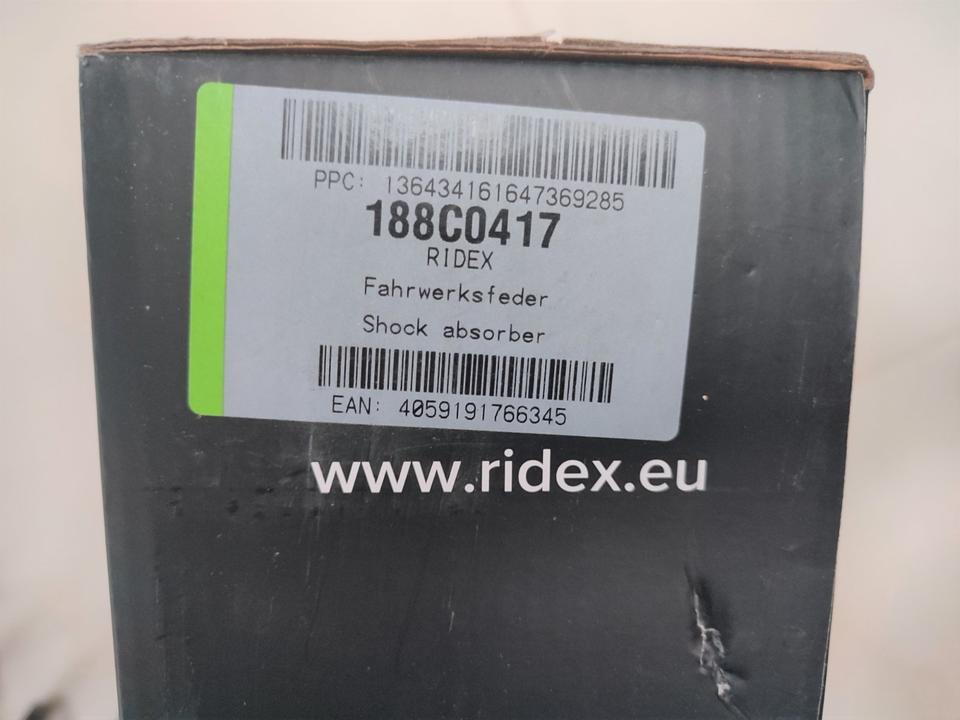 PPC: 136434161647369285
188C0417
RIDEX
Fahrwerksfeder
Shock absorber
EAN: 4059191766345
www.ridex.eu